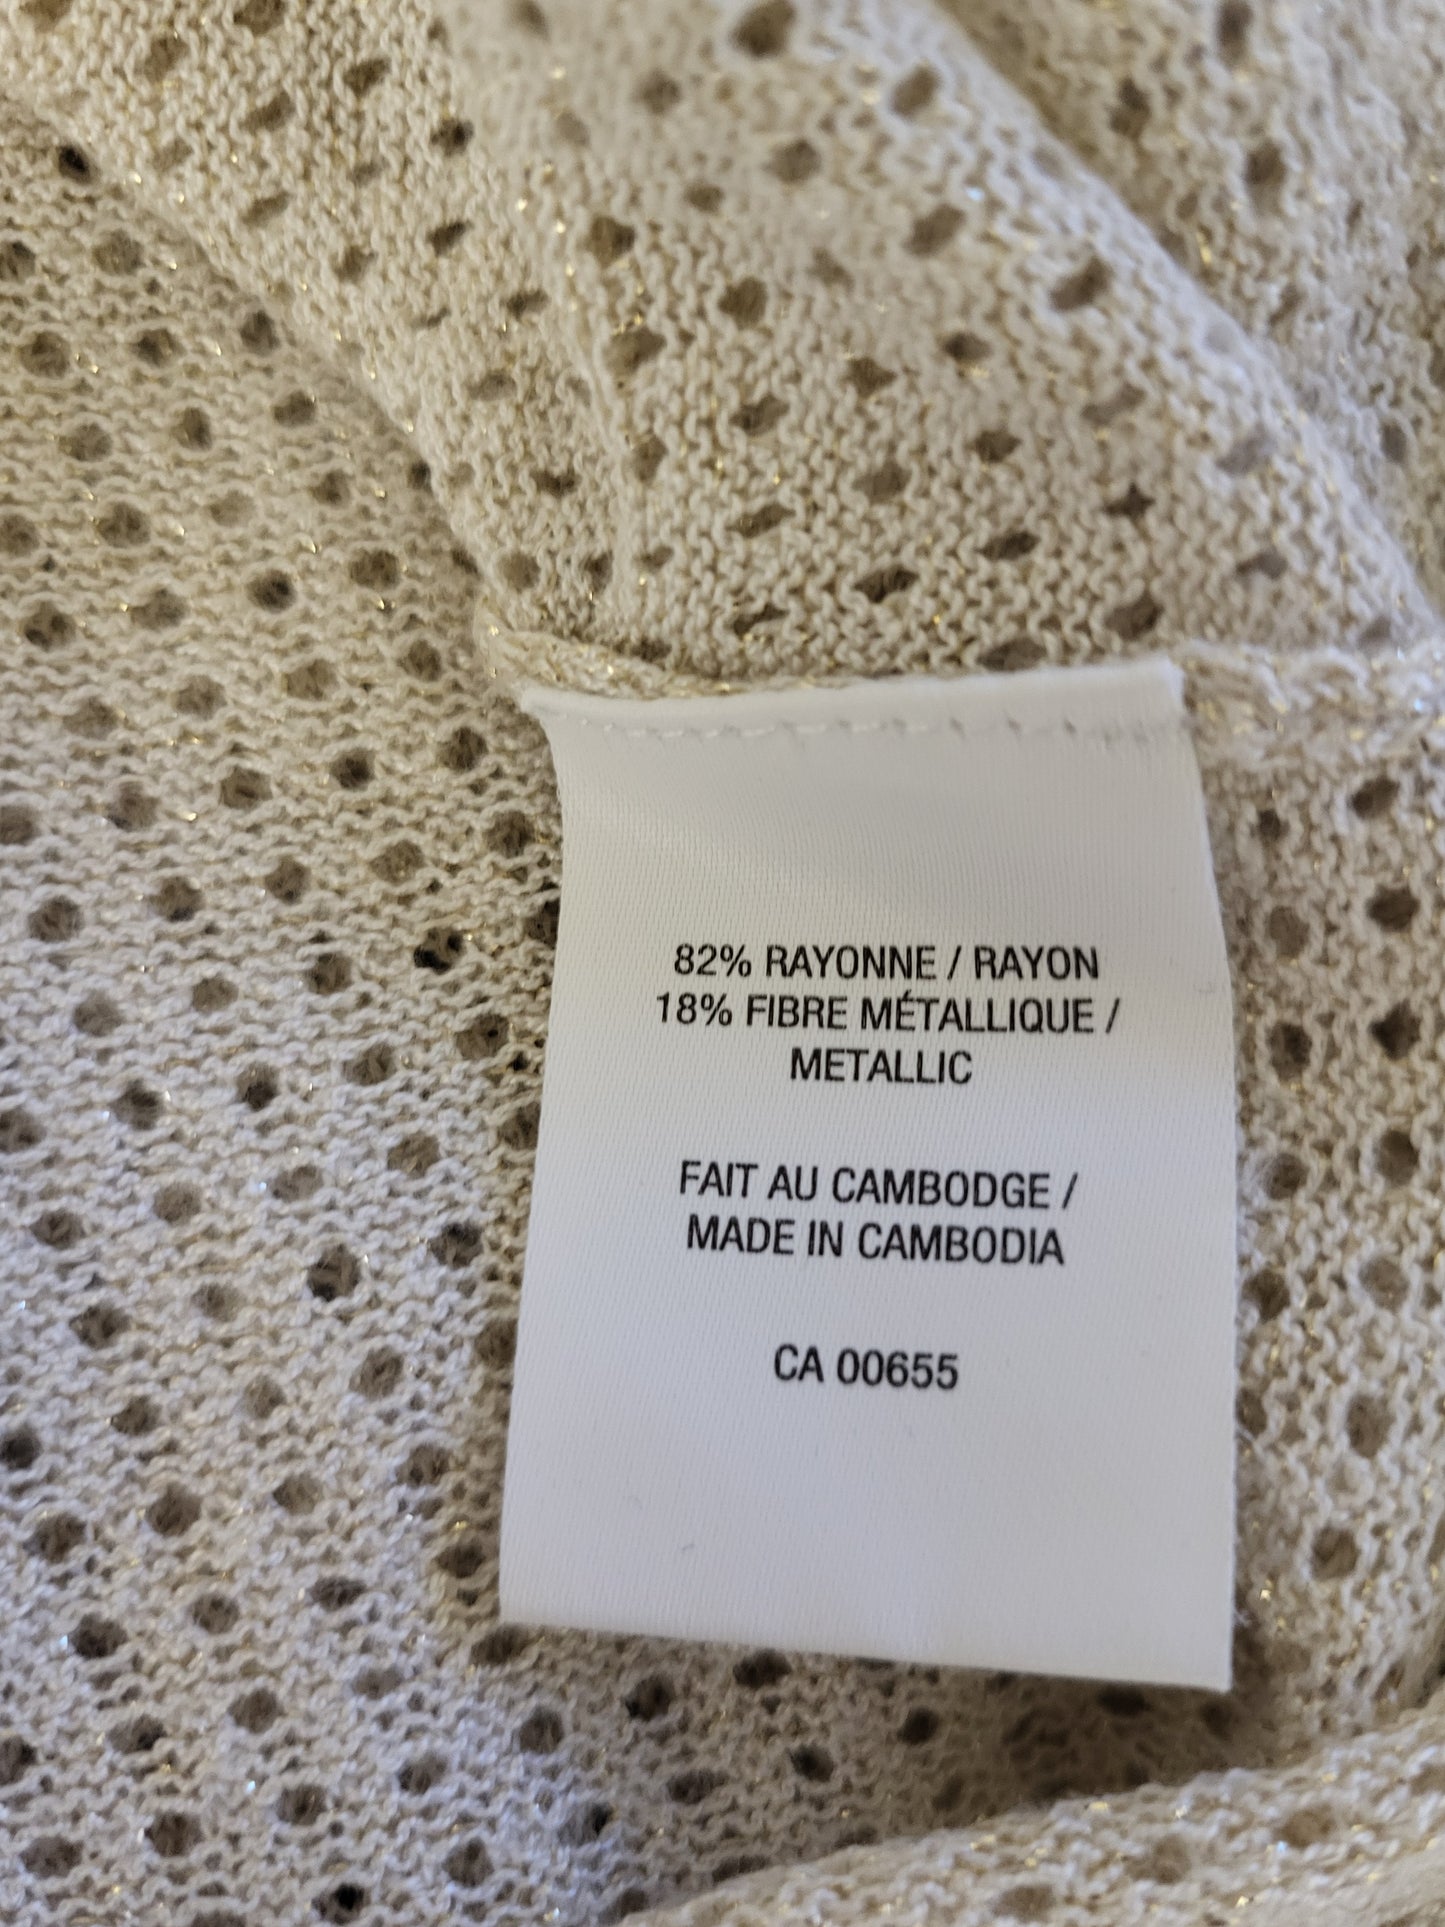 82% RAYONNE / RAYON
18% FIBRE MÉTALLIQUE /
METALLIC
FAIT AU CAMBODGE /
MADE IN CAMBODIA
CA 00655